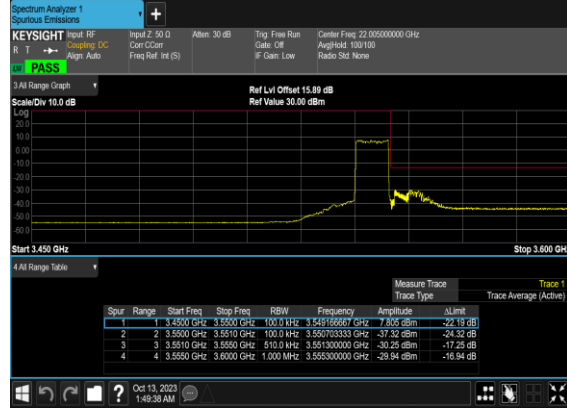 Spectrum Analyzer 1
Spurious Emissions
+
KEYSIGHT Input: RF Input Z: 50 Ω Atten: 30 dB Trig: Free Run Center Freq: 22.005000000 GHz
R T Coupling: DC Corr CCorr Gate: Off Avg|Hold: 100/100
Align: Auto Freq Ref: Int (S) IF Gain: Low Radio Std: None
PASS
3 All Range Graph
Ref Lvl Offset 15.89 dB
Scale/Div 10.0 dB Ref Value 30.00 dBm
Log
20.0
10.0
0.00
-10.0
-20.0
-30.0
-40.0
-50.0
-60.0
Start 3.450 GHz Stop 3.600 GH
4 All Range Table
Measure Trace Trace 1
Trace Type Trace Average (Active)
Spur Range Start Freq Stop Freq RBW Frequency Amplitude ΔLimit
1 1 3.4500 GHz 3.5500 GHz 100.0 kHz 3.549166667 GHz 7.805 dBm -22.19 dB
2 2 3.5500 GHz 3.5510 GHz 100.0 kHz 3.550703333 GHz -37.32 dBm -24.32 dB
3 3 3.5510 GHz 3.5550 GHz 510.0 kHz 3.551300000 GHz -30.25 dBm -17.25 dB
4 4 3.5550 GHz 3.6000 GHz 1.000 MHz 3.555300000 GHz -29.94 dBm -16.94 dB
? Oct 13, 2023
1:49:38 AM